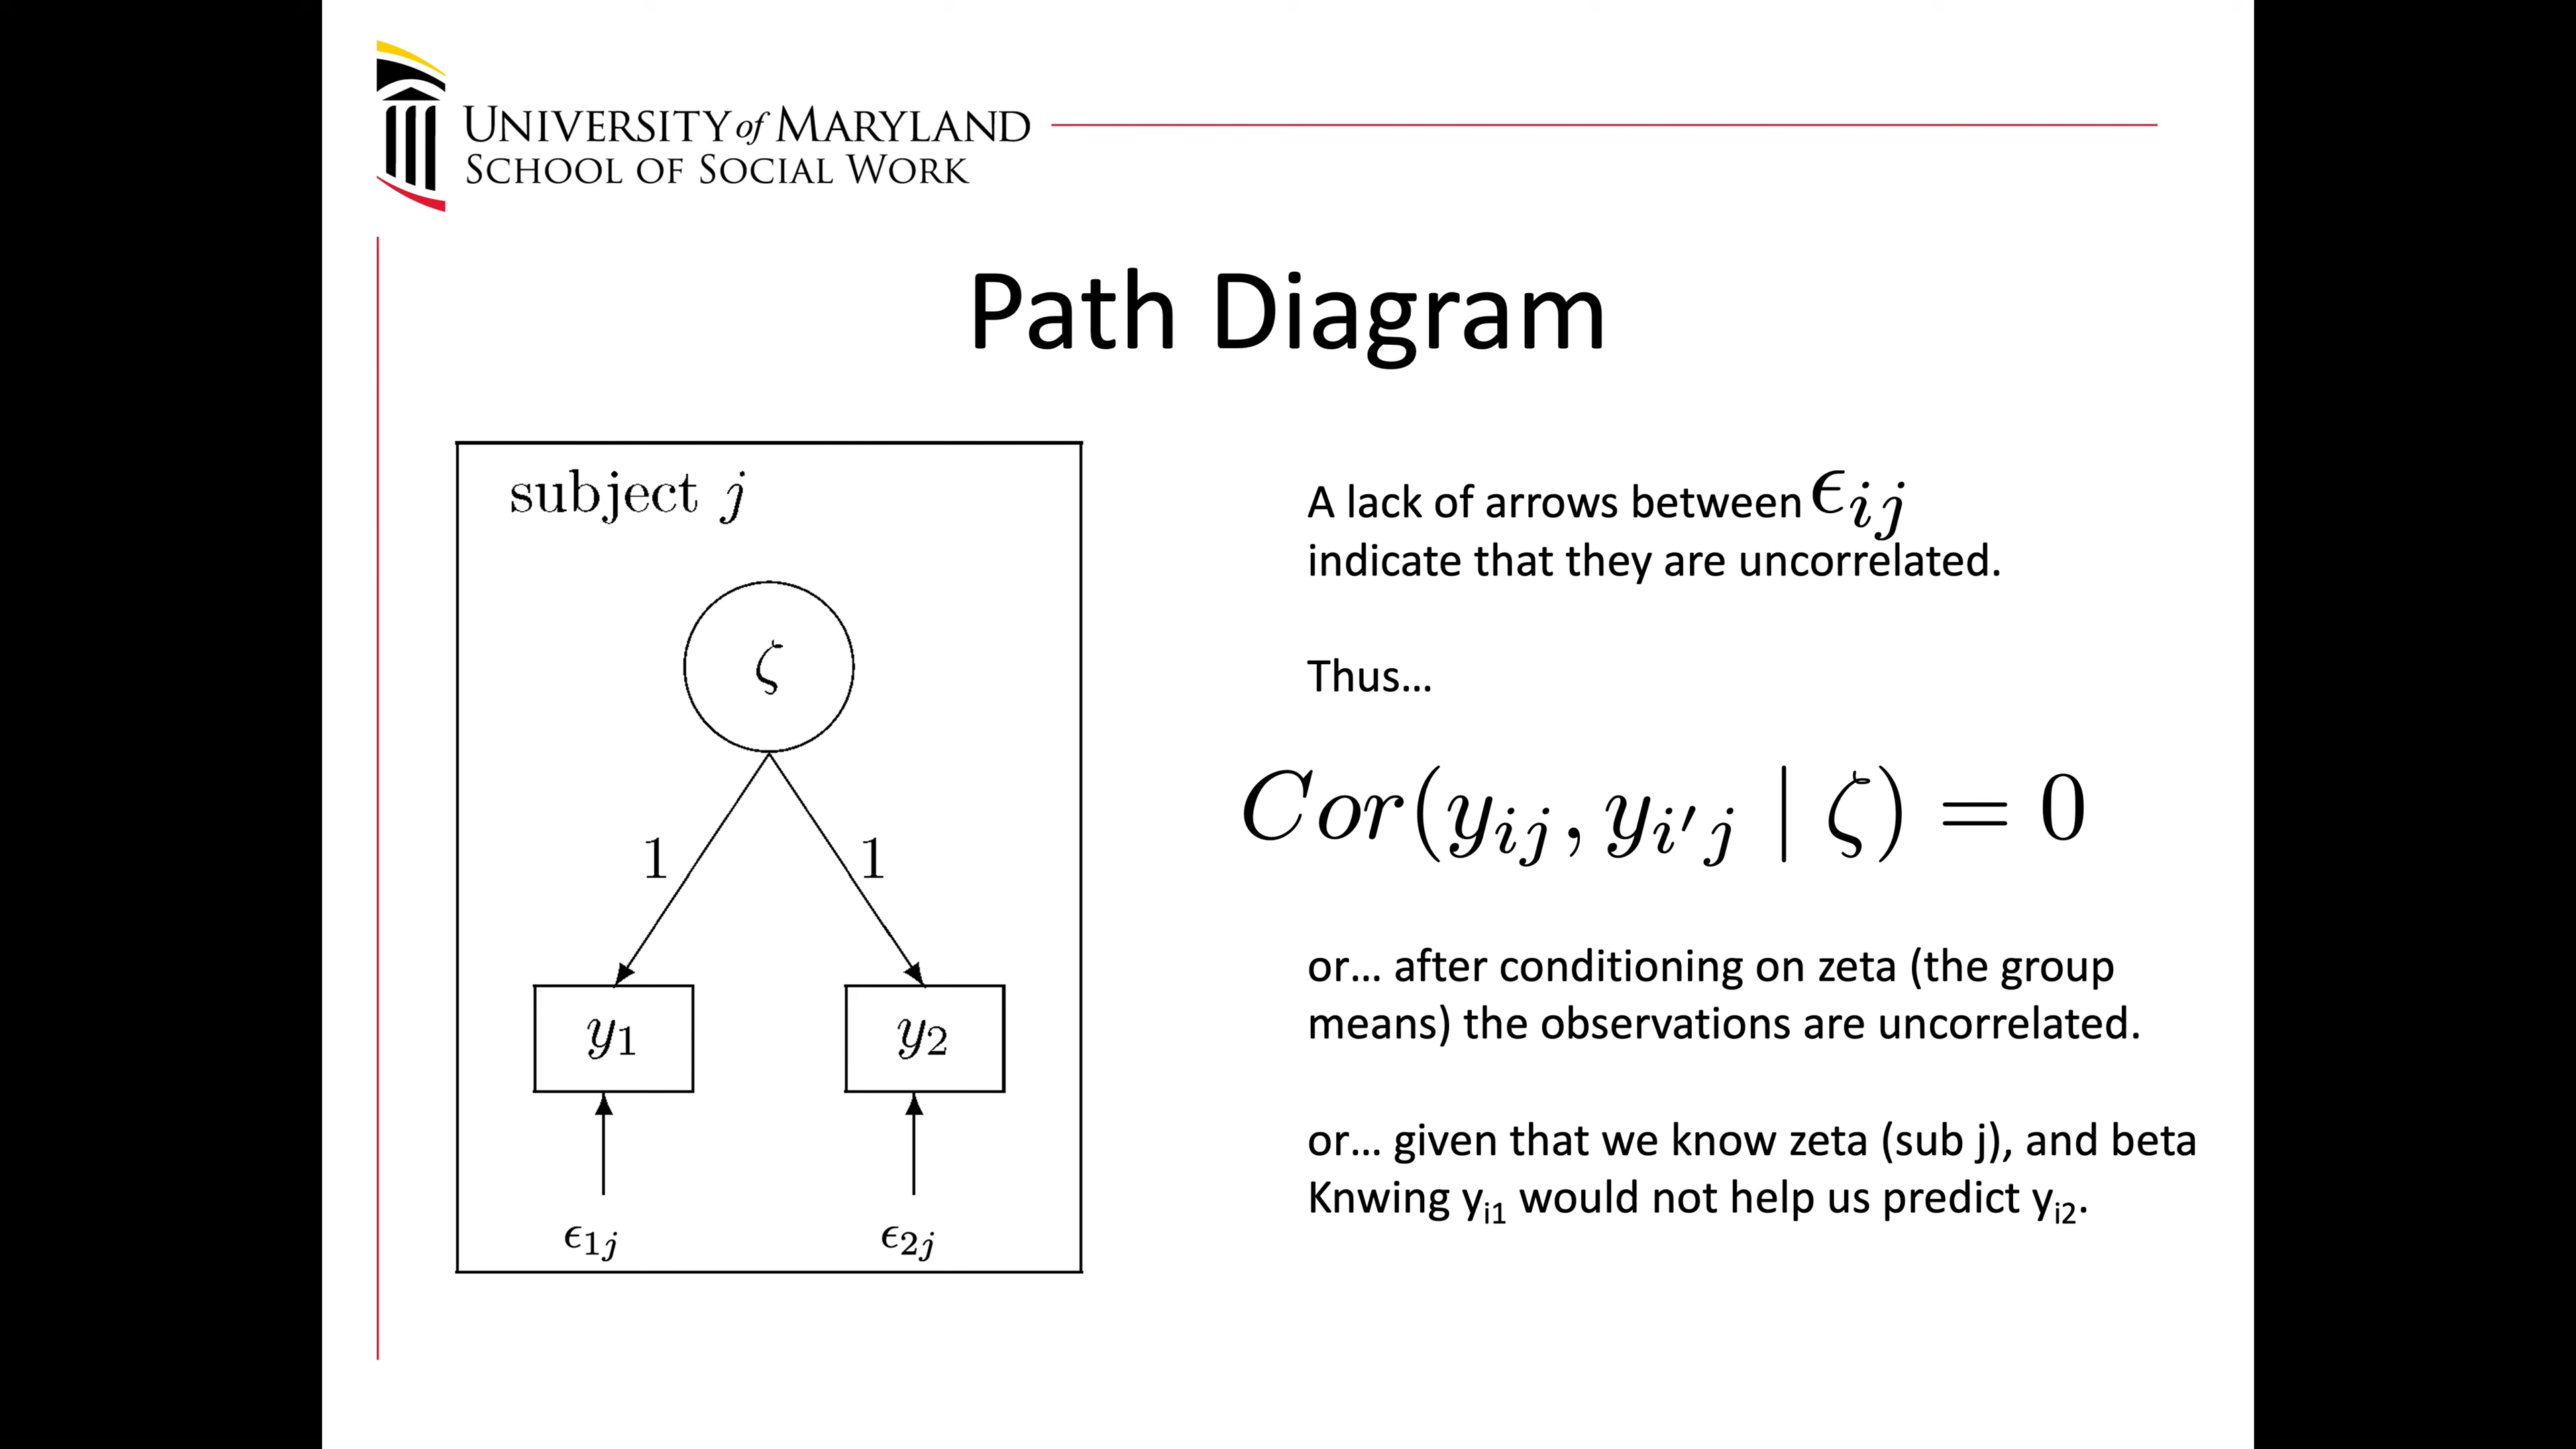 UNIVERSITY of MARYLAND
SCHOOL OF SOCIAL WORK
Path Diagram
subject j
ζ
1 1
y₁ y₂
ϵ₁ⱼ ϵ₂ⱼ
A lack of arrows between ϵᵢⱼ
indicate that they are uncorrelated.
Thus…
Cor(yᵢⱼ, yᵢ′ⱼ | ζ) = 0
or… after conditioning on zeta (the group
means) the observations are uncorrelated.
or… given that we know zeta (sub j), and beta
Knwing yᵢ₁ would not help us predict yᵢ₂.